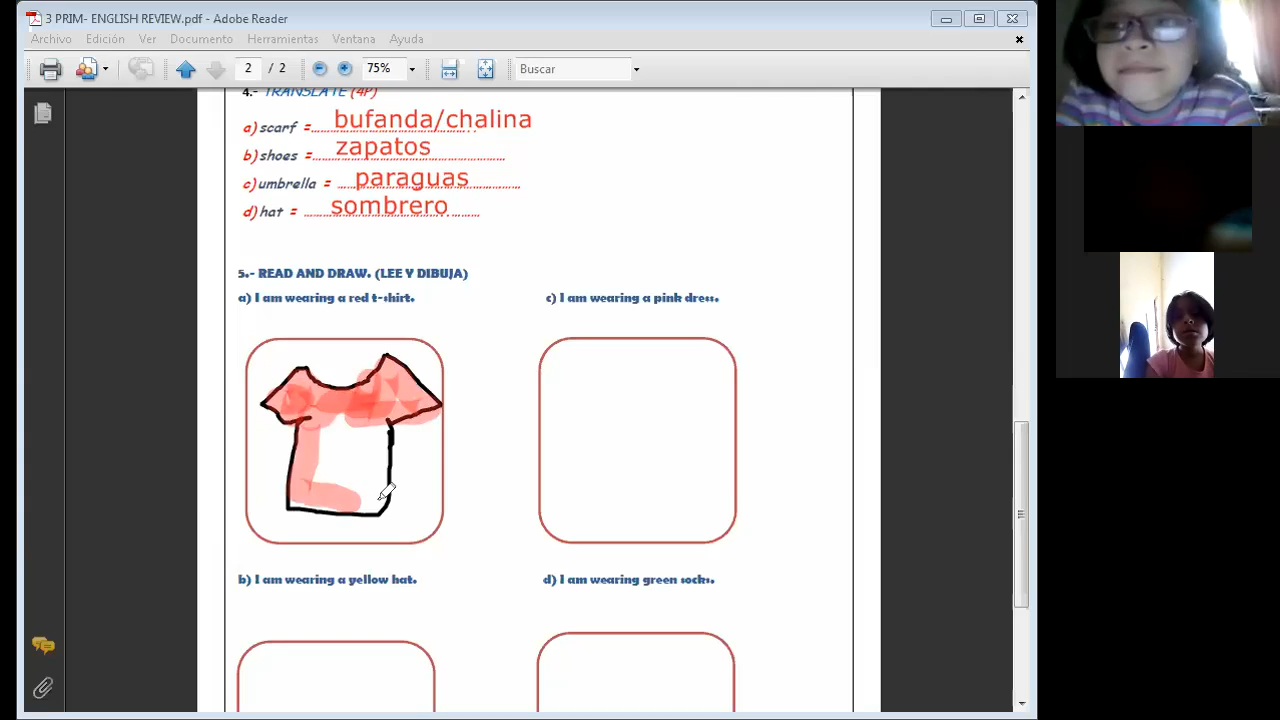 3 PRIM- ENGLISH REVIEW.pdf - Adobe Reader
Archivo Edición Ver Documento Herramientas Ventana Ayuda
2 / 2 75% Buscar
4.- TRANSLATE (4P)
a) scarf =.......bufanda/chalina
b) shoes =.......zapatos.......
c) umbrella = .......paraguas.......
d) hat = .......sombrero.......
5.- READ AND DRAW. (LEE Y DIBUJA)
a) I am wearing a red t-shirt.
c) I am wearing a pink dress.
b) I am wearing a yellow hat.
d) I am wearing green socks.